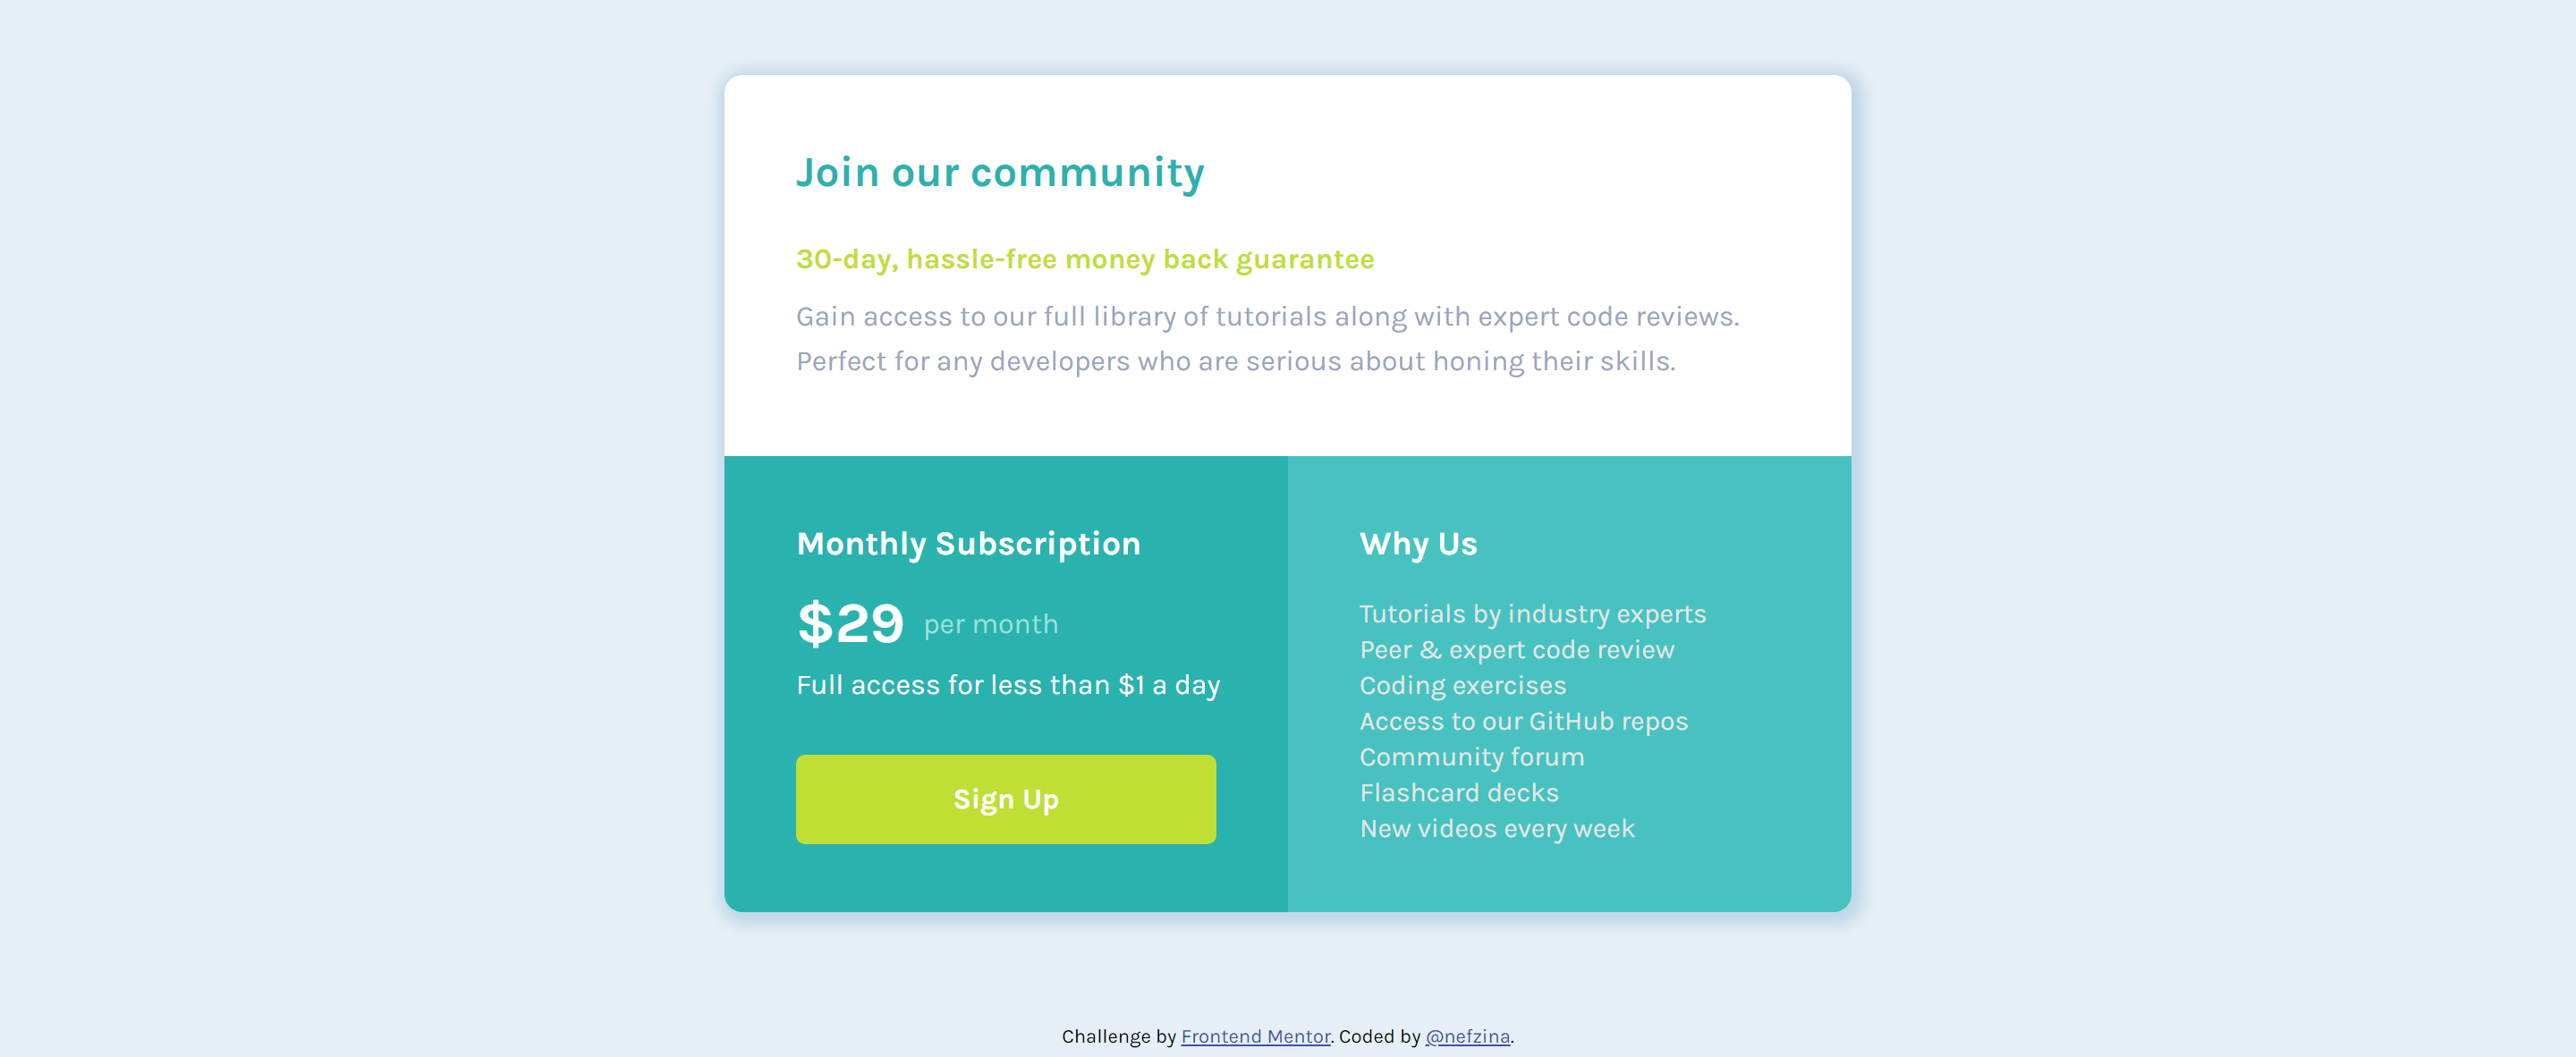 Join our community
30-day, hassle-free money back guarantee
Gain access to our full library of tutorials along with expert code reviews.
Perfect for any developers who are serious about honing their skills.
Monthly Subscription
$29 per month
Full access for less than $1 a day
Sign Up
Why Us
Tutorials by industry experts
Peer & expert code review
Coding exercises
Access to our GitHub repos
Community forum
Flashcard decks
New videos every week
Challenge by Frontend Mentor. Coded by @nefzina.